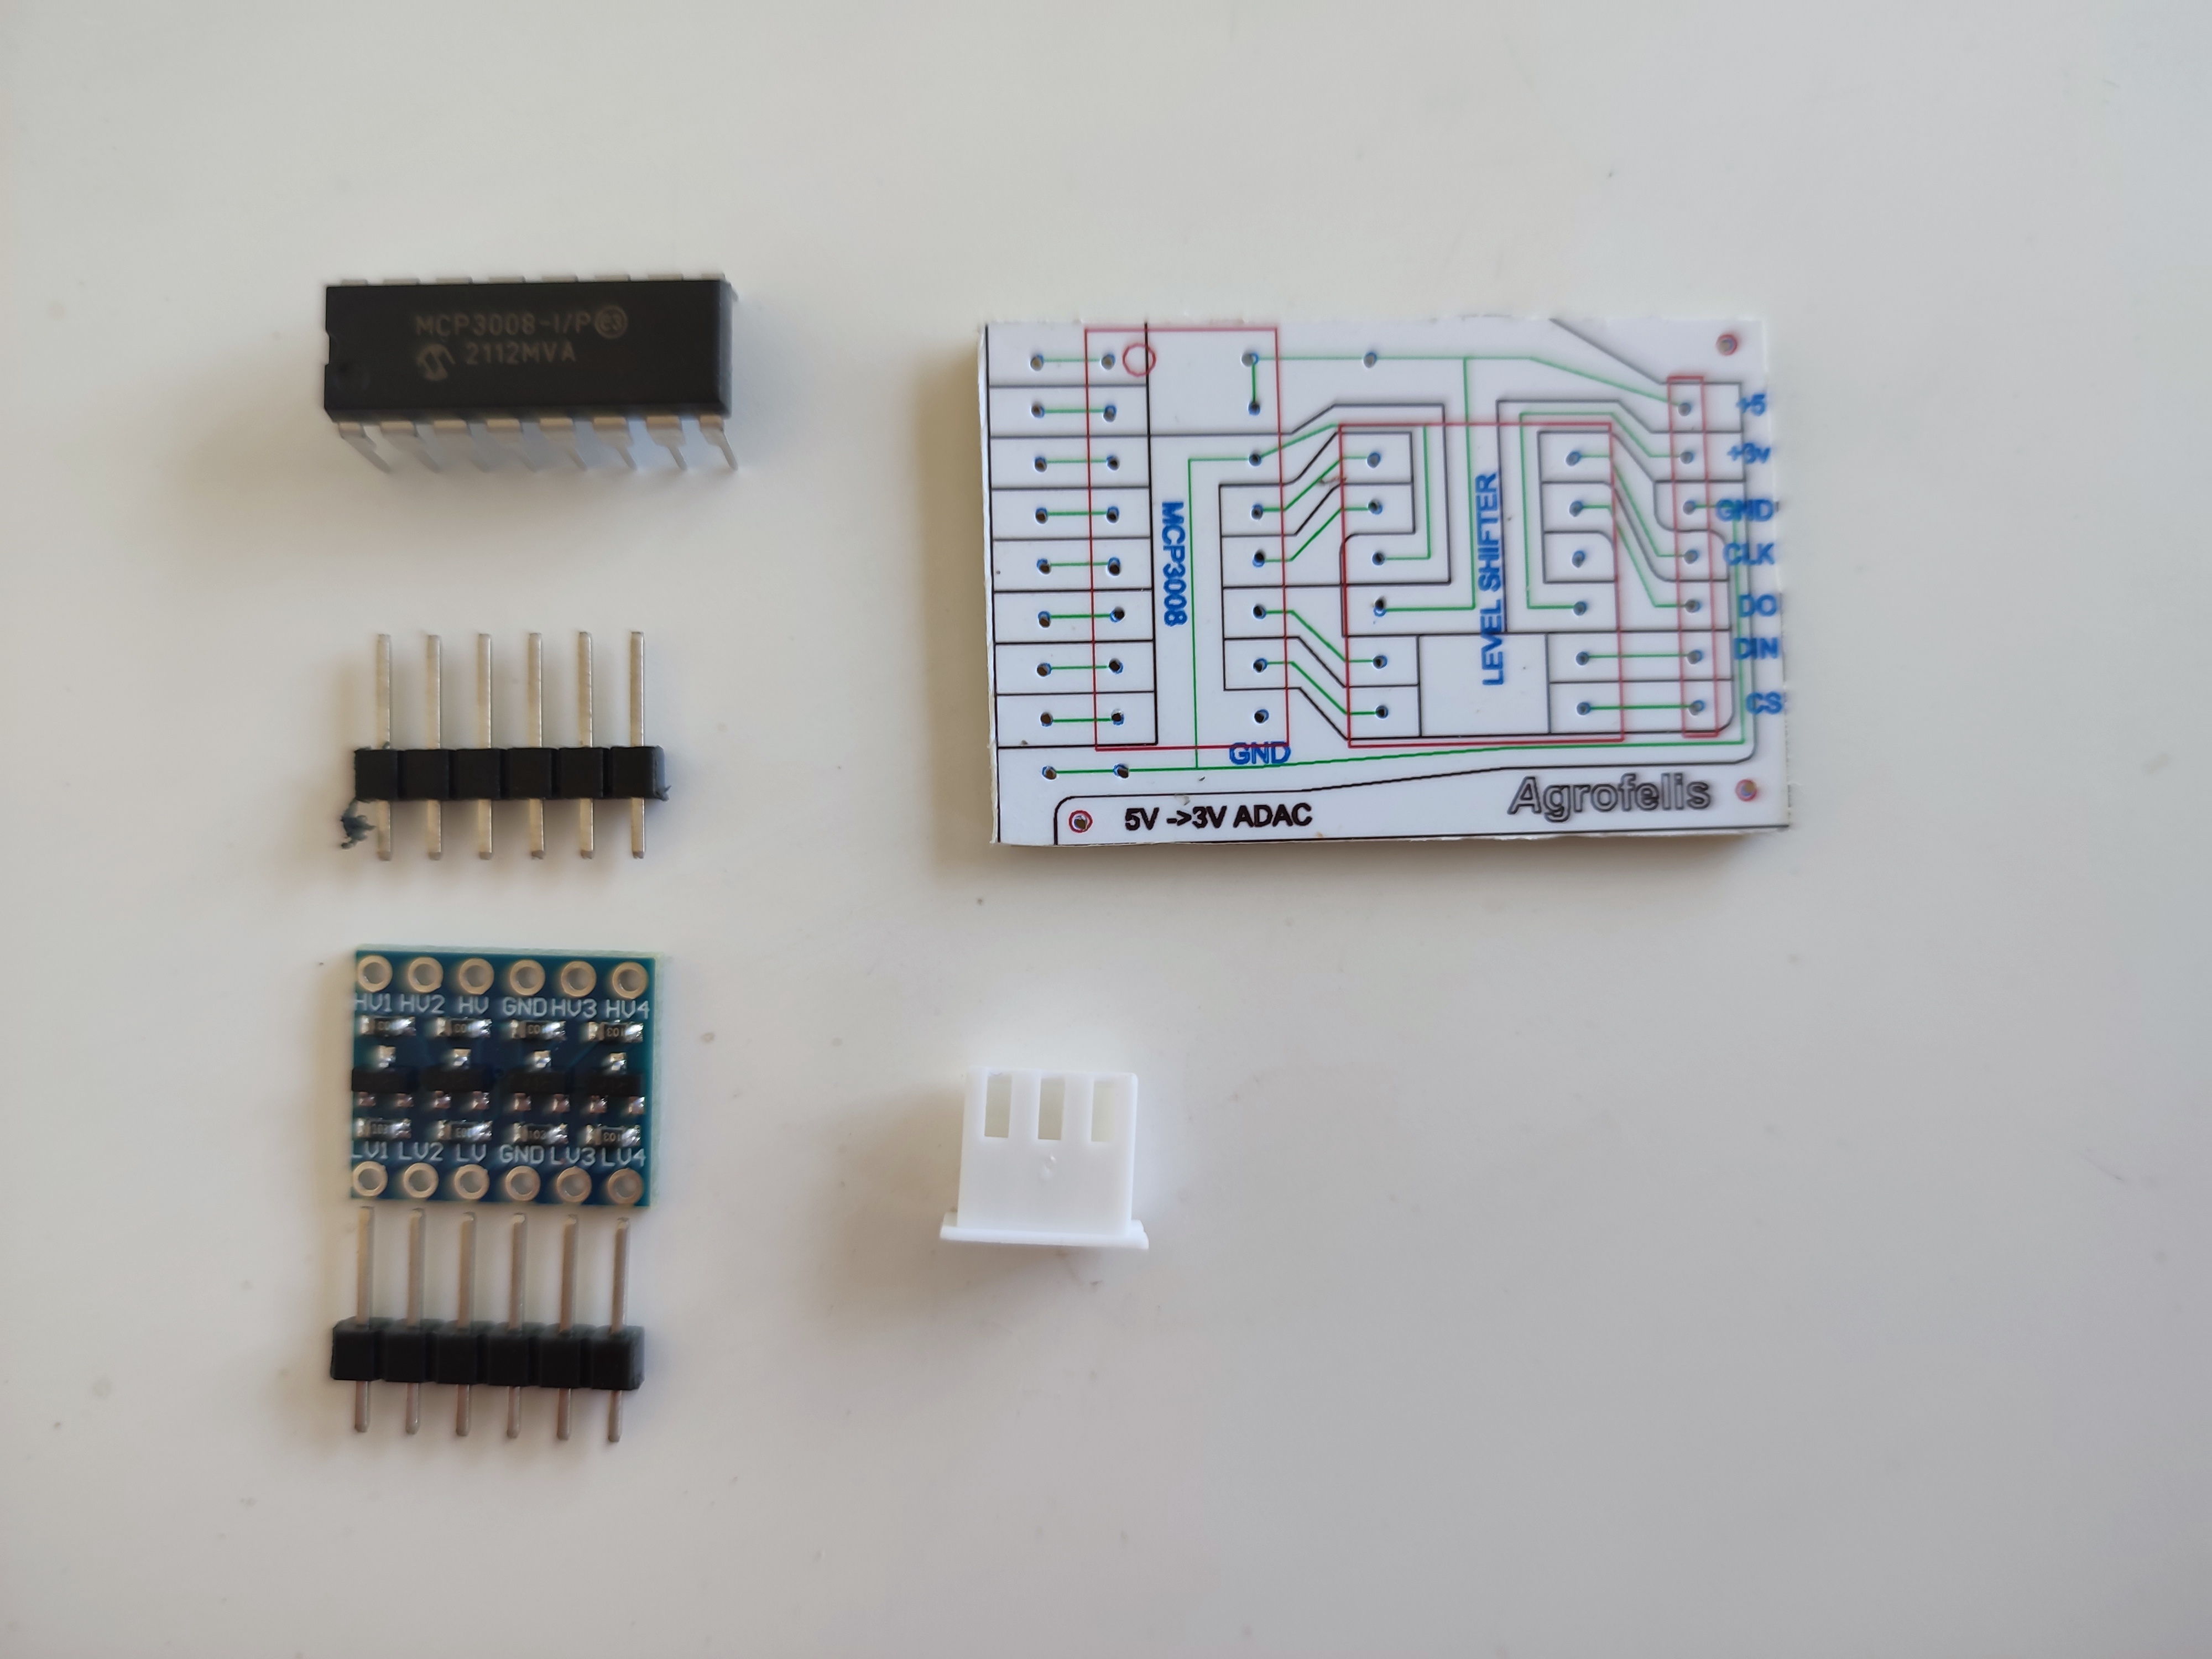 MCP3008-I/P e3
2112MVA
HV1 HV2 HV GND HV3 HV4
LV1 LV2 LV GND LV3 LV4
MCP3008
LEVEL SHIFTER
+5
+3v
GND
CLK
DO
DIN
CS
GND
5V ->3V ADAC
Agrofelis